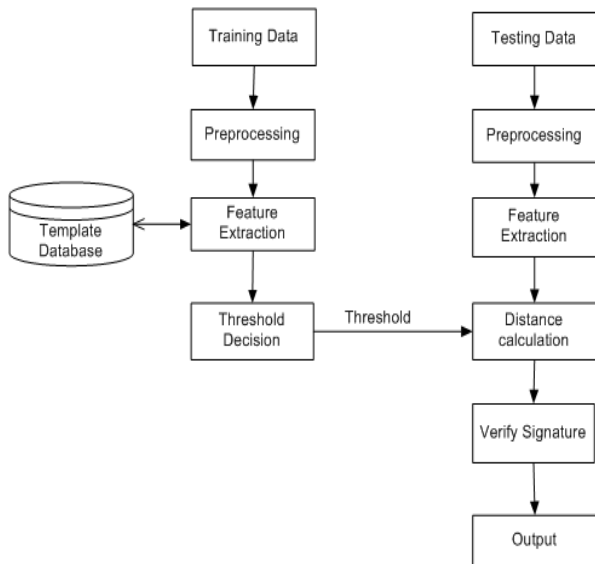 Training Data
Testing Data
Preprocessing
Preprocessing
Template
Database
Feature
Extraction
Feature
Extraction
Threshold
Decision
Threshold
Distance
calculation
Verify Signature
Output